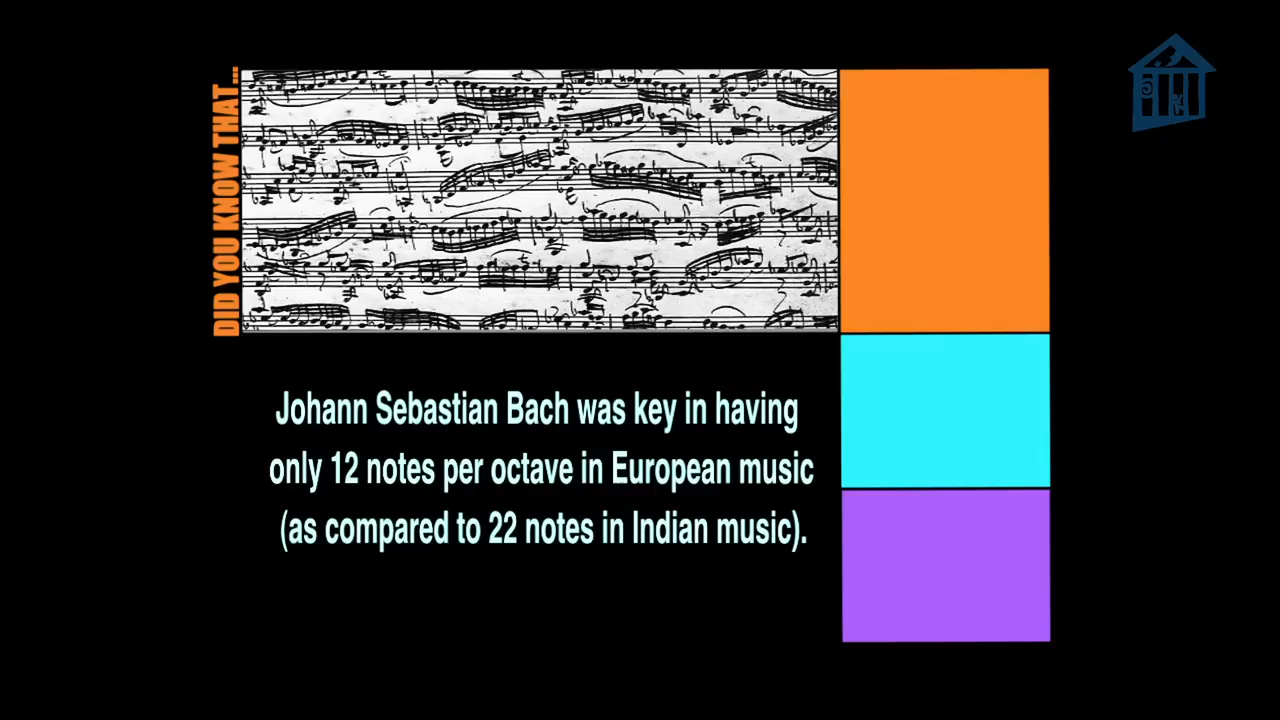 DID YOU KNOW THAT...
Johann Sebastian Bach was key in having
only 12 notes per octave in European music
(as compared to 22 notes in Indian music).